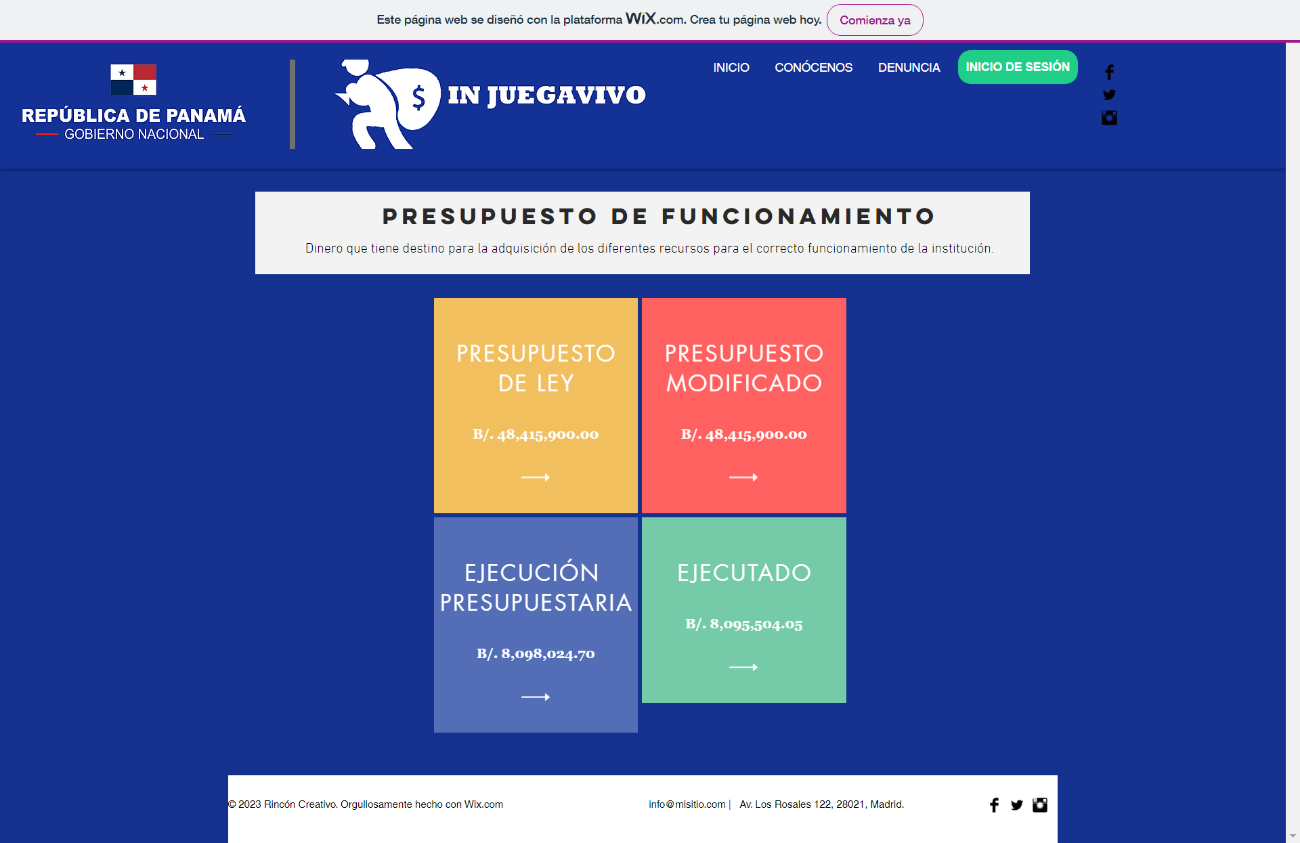 Este página web se diseñó con la plataforma WiX.com. Crea tu página web hoy. Comienza ya
INICIO CONÓCENOS DENUNCIA INICIO DE SESIÓN
REPÚBLICA DE PANAMÁ
GOBIERNO NACIONAL
$ IN JUEGAVIVO
PRESUPUESTO DE FUNCIONAMIENTO
Dinero que tiene destino para la adquisición de los diferentes recursos para el correcto funcionamiento de la institución.
PRESUPUESTO
DE LEY
B/. 48,415,900.00
PRESUPUESTO
MODIFICADO
B/. 48,415,900.00
EJECUCIÓN
PRESUPUESTARIA
B/. 8,098,024.70
EJECUTADO
B/. 8,095,504.05
© 2023 Rincón Creativo. Orgullosamente hecho con Wix.com
info@misitio.com | Av. Los Rosales 122, 28021, Madrid.